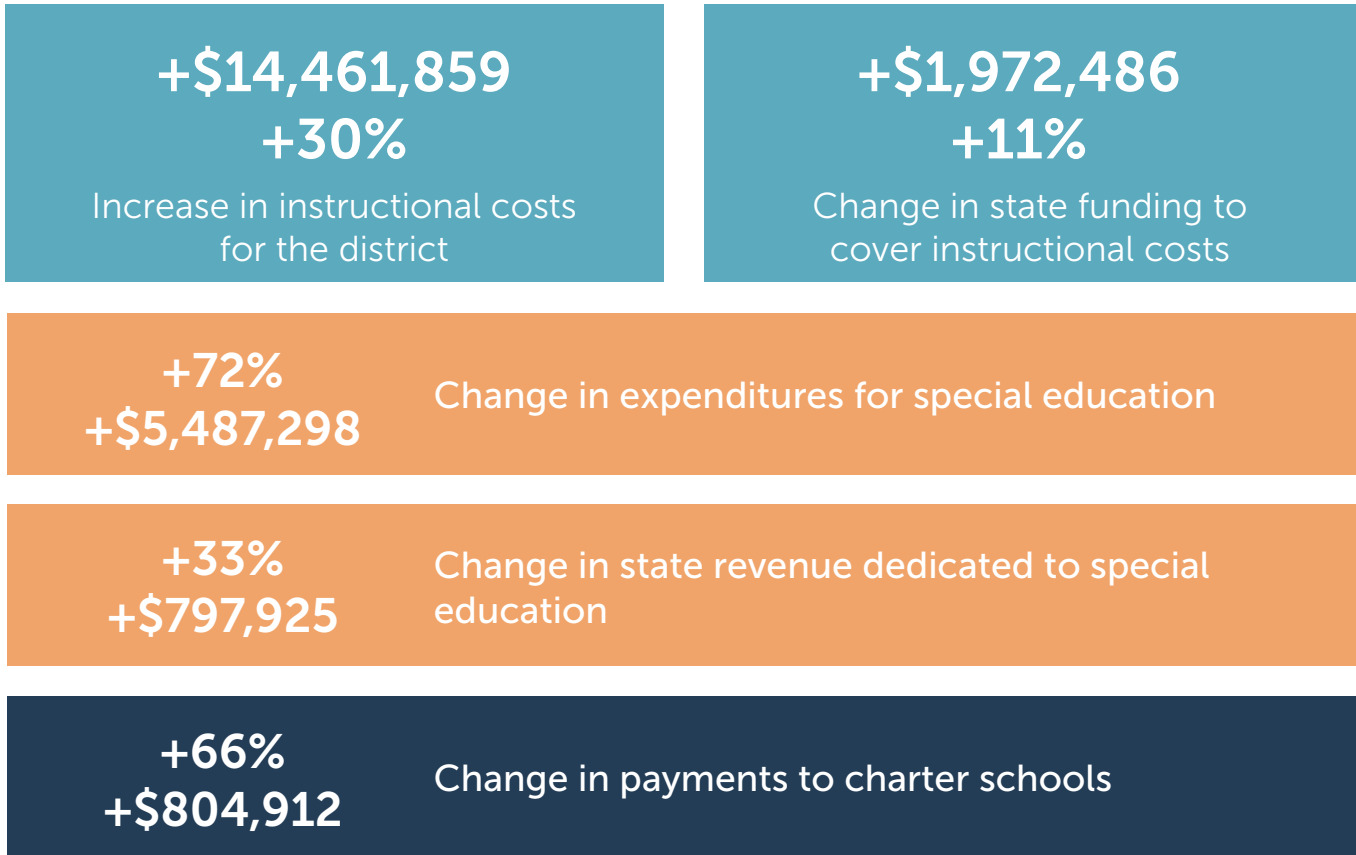 +$14,461,859
+30%
Increase in instructional costs
for the district
+$1,972,486
+11%
Change in state funding to
cover instructional costs
+72%
+$5,487,298
Change in expenditures for special education
+33%
+$797,925
Change in state revenue dedicated to special
education
+66%
+$804,912
Change in payments to charter schools